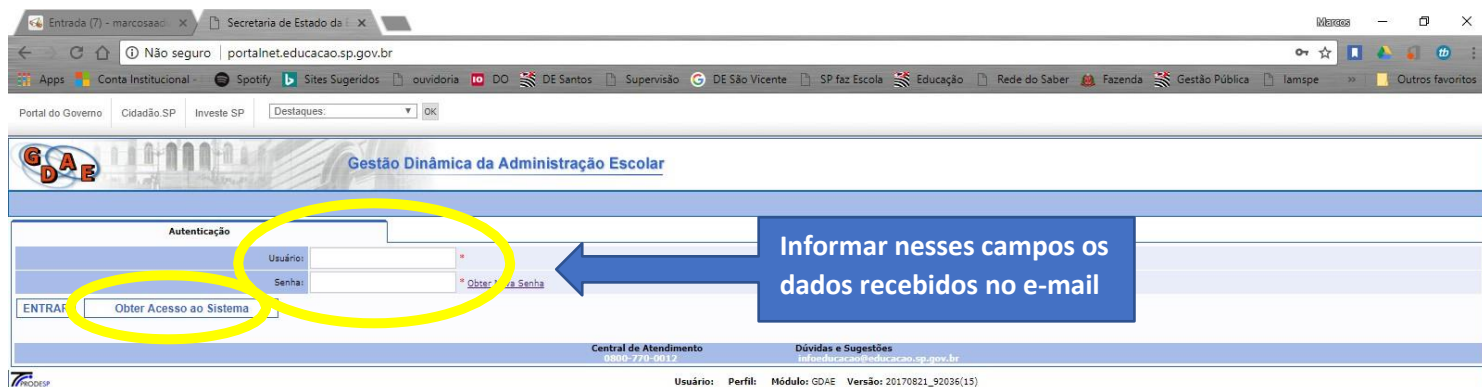 Entrada (7) - marcosaad Secretaria de Estado da E Marcos
Não seguro portalnet.educacao.sp.gov.br
Apps Conta Institucional - Spotify Sites Sugeridos ouvidoria DO DE Santos Supervisão DE São Vicente SP faz Escola Educação Rede do Saber Fazenda Gestão Pública Iamspe » Outros favoritos
Portal do Governo Cidadão.SP Investe SP Destaques: OK
GDAE Gestão Dinâmica da Administração Escolar
Autenticação
Usuário: *
Senha: * Obter Nova Senha
Informar nesses campos os
dados recebidos no e-mail
ENTRAR Obter Acesso ao Sistema
Central de Atendimento Dúvidas e Sugestões
0800-770-0012 infoeducacao@educacao.sp.gov.br
PRODESP Usuário: Perfil: Módulo: GDAE Versão: 20170821_92036(15)